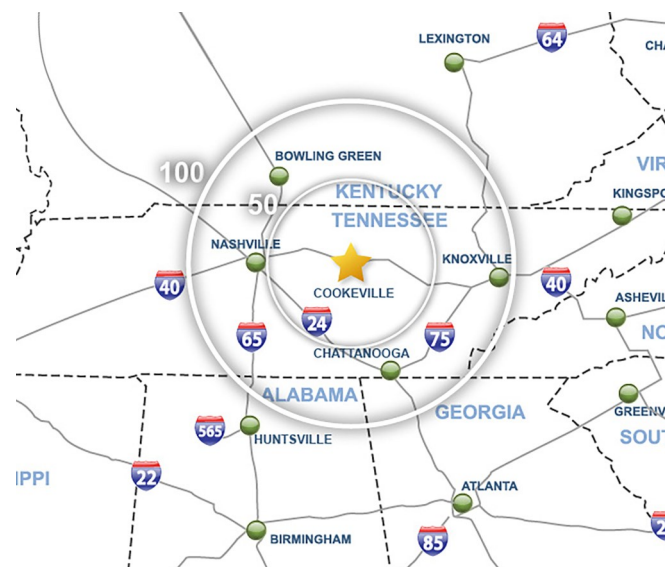 LEXINGTON
64
CH
BOWLING GREEN
100
KENTUCKY
VIR
50
TENNESSEE
KINGSPO
NASHVILLE
KNOXVILLE
40
COOKEVILLE
40
ASHEVIL
24
65
75
NO
CHATTANOOGA
ALABAMA
GEORGIA
GREENV
565
HUNTSVILLE
SOUT
22
IPPI
ATLANTA
2
85
BIRMINGHAM